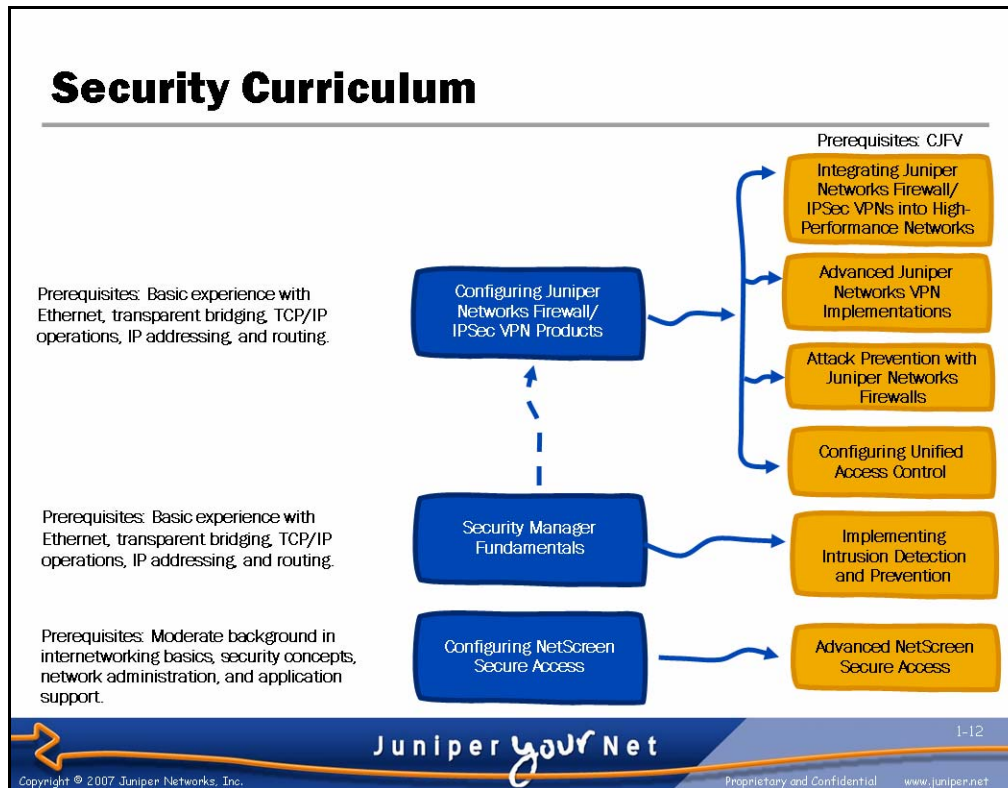 Security Curriculum
Prerequisites: CJFV
Integrating Juniper
Networks Firewall/
IPSec VPNs into High-
Performance Networks
Prerequisites: Basic experience with
Ethernet, transparent bridging, TCP/IP
operations, IP addressing, and routing.
Configuring Juniper
Networks Firewall/
IPSec VPN Products
Advanced Juniper
Networks VPN
Implementations
Attack Prevention with
Juniper Networks
Firewalls
Configuring Unified
Access Control
Prerequisites: Basic experience with
Ethernet, transparent bridging, TCP/IP
operations, IP addressing, and routing.
Security Manager
Fundamentals
Implementing
Intrusion Detection
and Prevention
Prerequisites: Moderate background in
internetworking basics, security concepts,
network administration, and application
support.
Configuring NetScreen
Secure Access
Advanced NetScreen
Secure Access
Juniper your Net
1-12
Copyright © 2007 Juniper Networks, Inc.
Proprietary and Confidential www.juniper.net